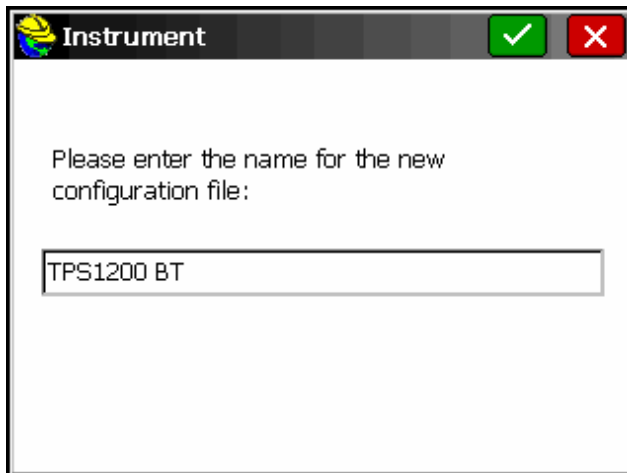 Instrument
Please enter the name for the new
configuration file:
TPS1200 BT